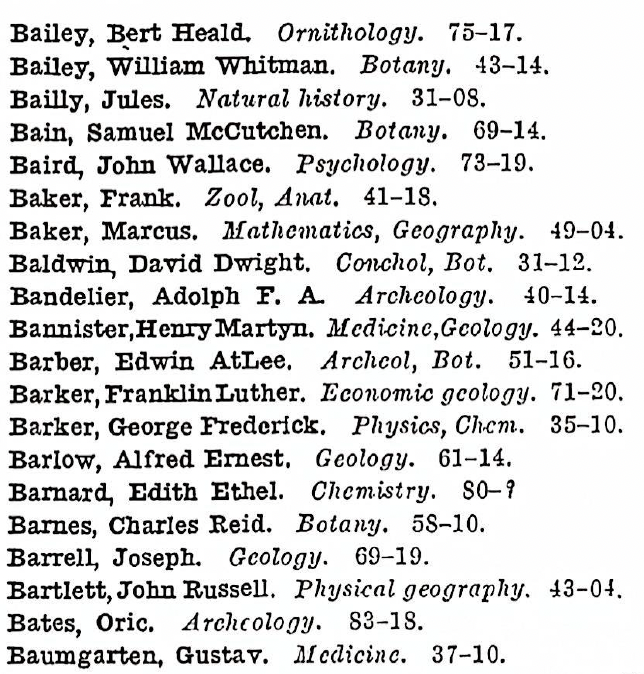 Bailey, Bert Heald. Ornithology. 75–17.
Bailey, William Whitman. Botany. 43–14.
Bailly, Jules. Natural history. 31–08.
Bain, Samuel McCutchen. Botany. 69–14.
Baird, John Wallace. Psychology. 73–19.
Baker, Frank. Zool, Anat. 41–18.
Baker, Marcus. Mathematics, Geography. 49–04.
Baldwin, David Dwight. Conchol, Bot. 31–12.
Bandelier, Adolph F. A. Archeology. 40–14.
Bannister, Henry Martyn. Medicine, Geology. 44–20.
Barber, Edwin AtLee. Archeol, Bot. 51–16.
Barker, Franklin Luther. Economic geology. 71–20.
Barker, George Frederick. Physics, Chem. 35–10.
Barlow, Alfred Ernest. Geology. 61–14.
Barnard, Edith Ethel. Chemistry. 80–?
Barnes, Charles Reid. Botany. 58–10.
Barrell, Joseph. Geology. 69–19.
Bartlett, John Russell. Physical geography. 43–04.
Bates, Oric. Archeology. 83–18.
Baumgarten, Gustav. Medicine. 37–10.